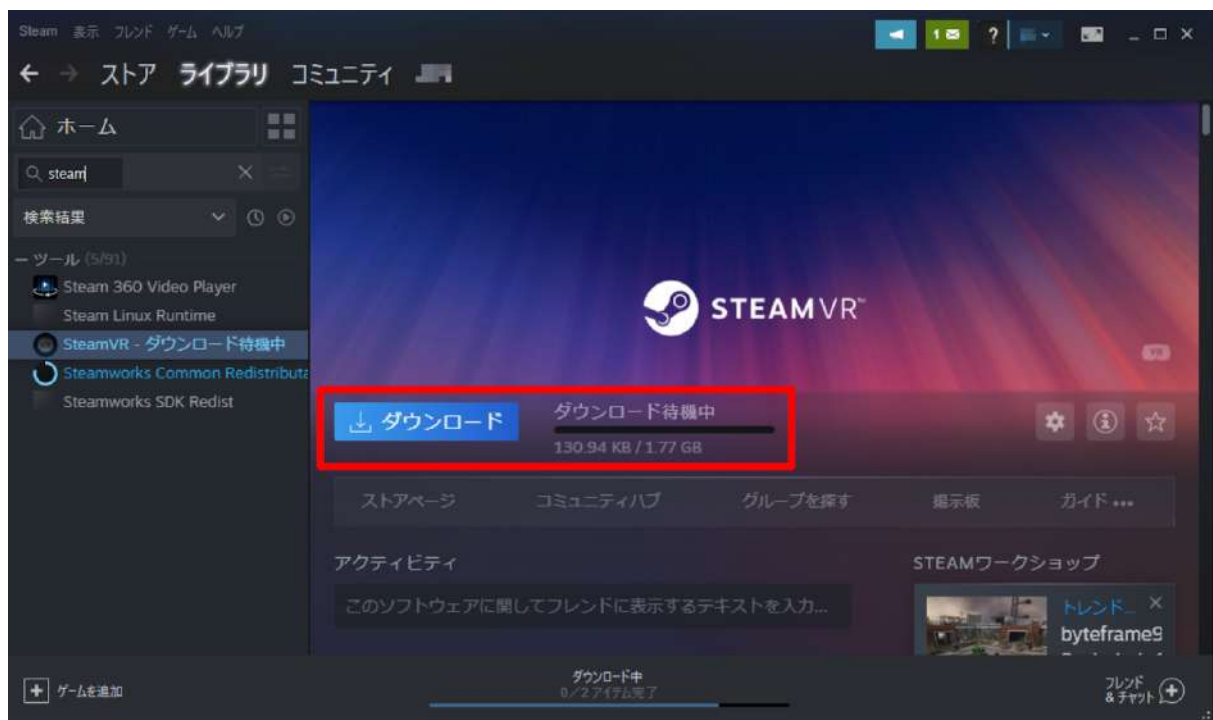 Steam 表示 フレンド ゲーム ヘルプ
1
?
ストア ライブラリ コミュニティ
ホーム
steam
検索結果
ツール (5/91)
Steam 360 Video Player
Steam Linux Runtime
SteamVR - ダウンロード待機中
Steamworks Common Redistributa
Steamworks SDK Redist
STEAMVR™
VR
ダウンロード
ダウンロード待機中
130.94 KB / 1.77 GB
ストアページ コミュニティハブ グループを探す 掲示板 ガイド •••
アクティビティ
このソフトウェアに関してフレンドに表示するテキストを入力...
STEAMワークショップ
トレンド...
byteframe9
ゲームを追加
ダウンロード中
0/2 アイテム完了
フレンド
& チャット